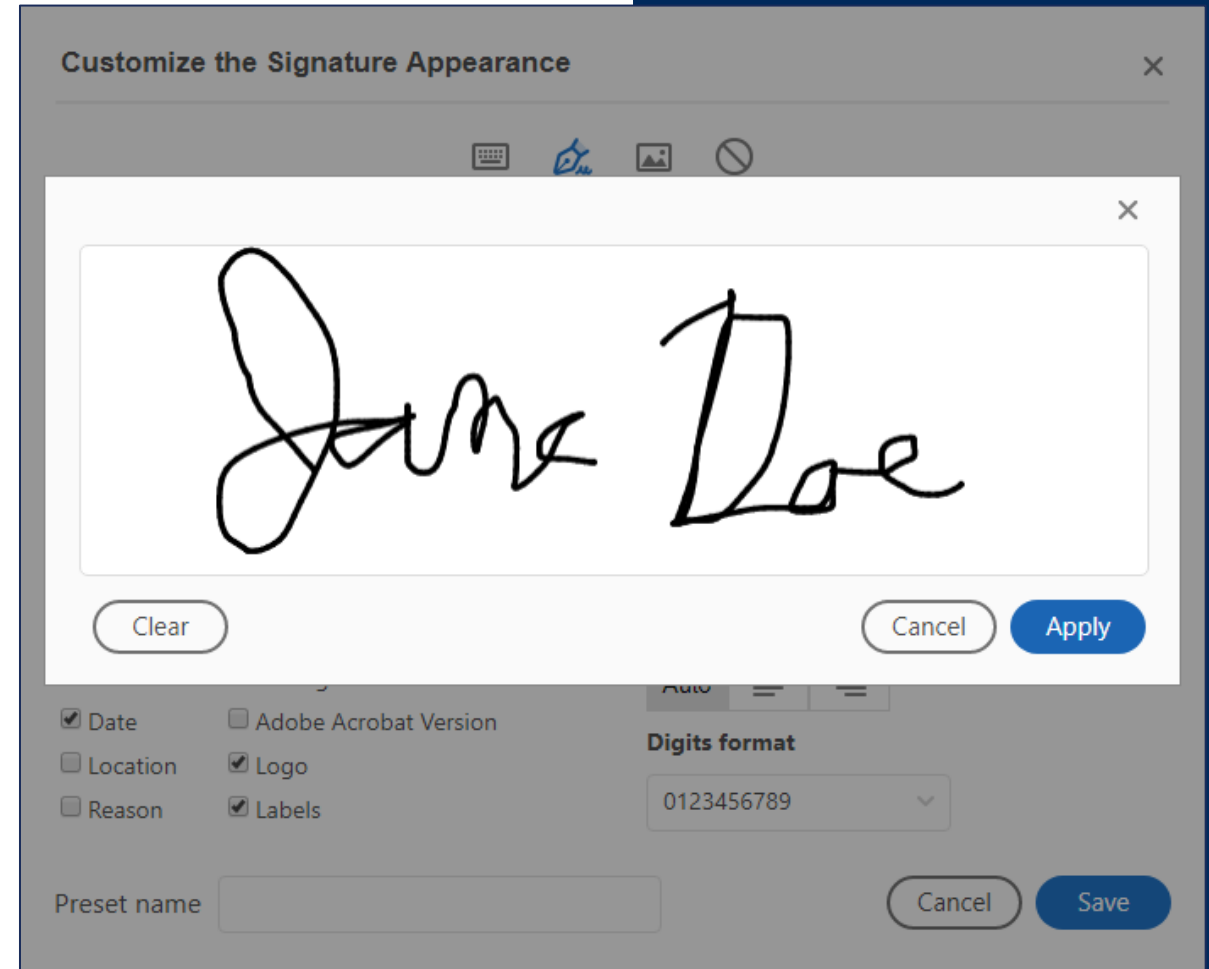 Customize the Signature Appearance
Jane Doe
Clear Cancel Apply
Auto
Date Adobe Acrobat Version
Digits format
Location Logo
0123456789
Reason Labels
Preset name Cancel Save